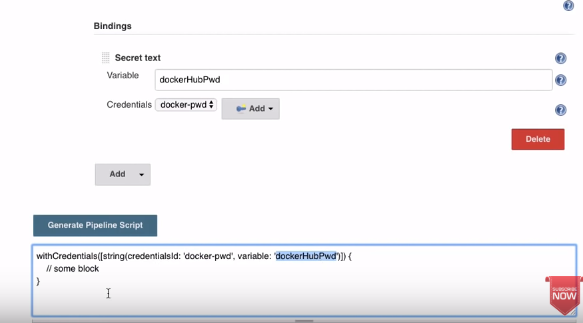 Bindings
Secret text
Variable
dockerHubPwd
Credentials docker-pwd Add
Delete
Add
Generate Pipeline Script
withCredentials([string(credentialsId: 'docker-pwd', variable: 'dockerHubPwd')]) {
// some block
}
SUBSCRIBE
NOW